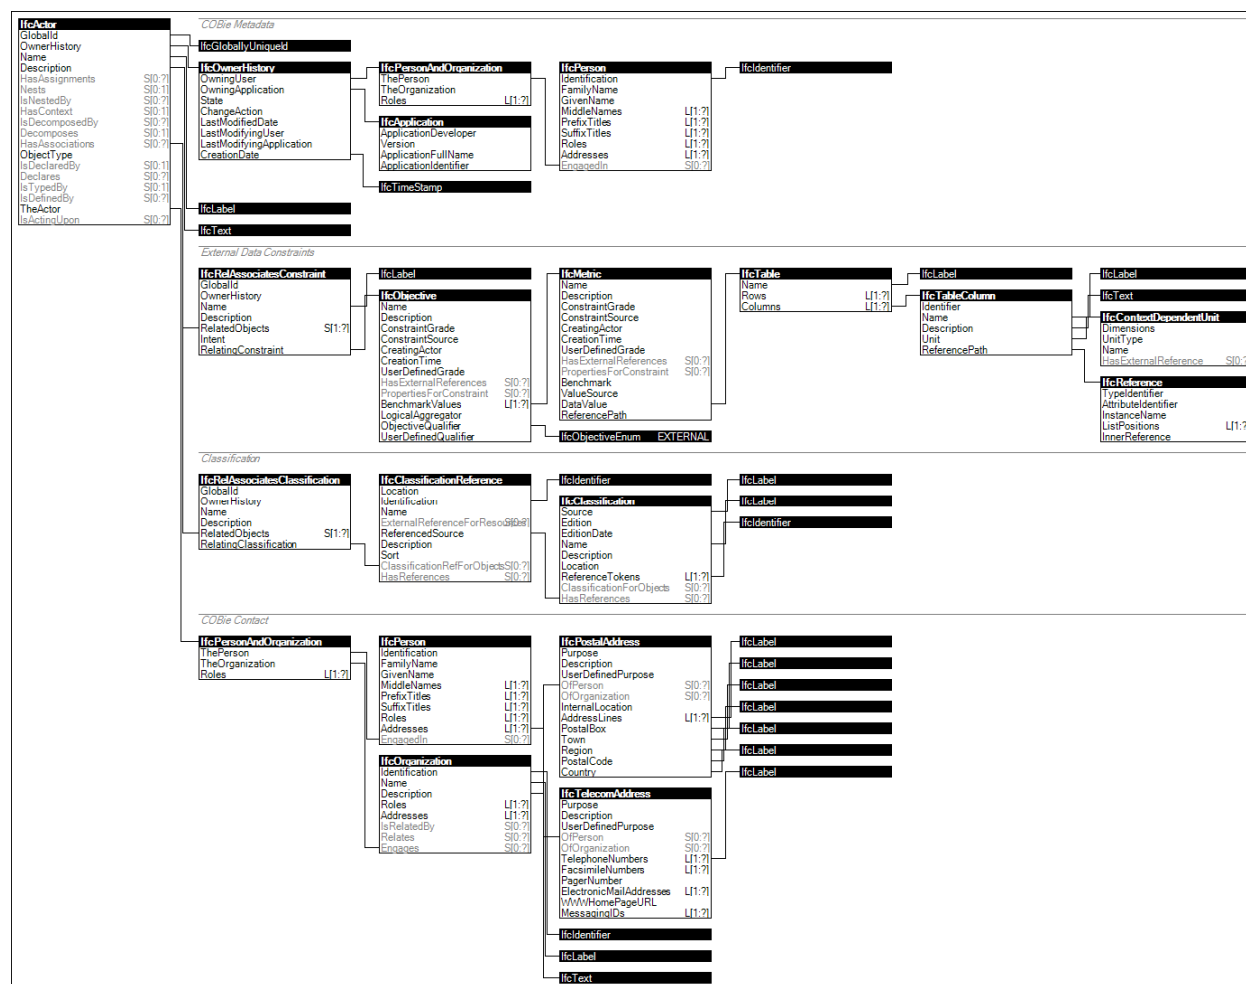 IfcActor
GlobalId
OwnerHistory
Name
Description
HasAssignments S[0:?]
Nests S[0:1]
IsNestedBy S[0:?]
HasContext S[0:1]
IsDecomposedBy S[0:?]
Decomposes S[0:1]
HasAssociations S[0:?]
ObjectType
IsDeclaredBy S[0:1]
Declares S[0:?]
IsTypedBy S[0:1]
IsDefinedBy S[0:?]
TheActor
IsActingUpon S[0:?]
COBie Metadata
IfcGloballyUniqueId
IfcOwnerHistory
OwningUser
OwningApplication
State
ChangeAction
LastModifiedDate
LastModifyingUser
LastModifyingApplication
CreationDate
IfcLabel
IfcText
IfcPersonAndOrganization
ThePerson
TheOrganization
Roles L[1:?]
IfcApplication
ApplicationDeveloper
Version
ApplicationFullName
ApplicationIdentifier
IfcTimeStamp
IfcPerson
Identification
FamilyName
GivenName
MiddleNames L[1:?]
PrefixTitles L[1:?]
SuffixTitles L[1:?]
Roles L[1:?]
Addresses L[1:?]
EngagedIn S[0:?]
IfcIdentifier
External Data Constraints
IfcRelAssociatesConstraint
GlobalId
OwnerHistory
Name
Description
RelatedObjects S[1:?]
Intent
RelatingConstraint
IfcLabel
IfcObjective
Name
Description
ConstraintGrade
ConstraintSource
CreatingActor
CreationTime
UserDefinedGrade
HasExternalReferences S[0:?]
PropertiesForConstraint S[0:?]
BenchmarkValues L[1:?]
LogicalAggregator
ObjectiveQualifier
UserDefinedQualifier
IfcMetric
Name
Description
ConstraintGrade
ConstraintSource
CreatingActor
CreationTime
UserDefinedGrade
HasExternalReferences S[0:?]
PropertiesForConstraint S[0:?]
Benchmark
ValueSource
DataValue
ReferencePath
IfcObjectiveEnum EXTERNAL
IfcTable
Name
Rows L[1:?]
Columns L[1:?]
IfcLabel
IfcTableColumn
Identifier
Name
Description
Unit
ReferencePath
IfcLabel
IfcText
IfcContextDependentUnit
Dimensions
UnitType
Name
HasExternalReference S[0:?]
IfcReference
TypeIdentifier
AttributeIdentifier
InstanceName
ListPositions L[1:?]
InnerReference
Classification
IfcRelAssociatesClassification
GlobalId
OwnerHistory
Name
Description
RelatedObjects S[1:?]
RelatingClassification
IfcClassificationReference
Location
Identification
Name
ExternalReferenceForResources S[0:?]
ReferencedSource
Description
Sort
ClassificationRefForObjects S[0:?]
HasReferences S[0:?]
IfcIdentifier
IfcClassification
Source
Edition
EditionDate
Name
Description
Location
ReferenceTokens L[1:?]
ClassificationForObjects S[0:?]
HasReferences S[0:?]
IfcLabel
IfcLabel
IfcIdentifier
COBie Contact
IfcPersonAndOrganization
ThePerson
TheOrganization
Roles L[1:?]
IfcPerson
Identification
FamilyName
GivenName
MiddleNames L[1:?]
PrefixTitles L[1:?]
SuffixTitles L[1:?]
Roles L[1:?]
Addresses L[1:?]
EngagedIn S[0:?]
IfcOrganization
Identification
Name
Description
Roles L[1:?]
Addresses L[1:?]
IsRelatedBy S[0:?]
Relates S[0:?]
Engages S[0:?]
IfcPostalAddress
Purpose
Description
UserDefinedPurpose
OfPerson S[0:?]
OfOrganization S[0:?]
InternalLocation
AddressLines L[1:?]
PostalBox
Town
Region
PostalCode
Country
IfcTelecomAddress
Purpose
Description
UserDefinedPurpose
OfPerson S[0:?]
OfOrganization S[0:?]
TelephoneNumbers L[1:?]
FacsimileNumbers L[1:?]
PagerNumber
ElectronicMailAddresses L[1:?]
WWWHomePageURL
MessagingIDs L[1:?]
IfcIdentifier
IfcLabel
IfcText
IfcLabel
IfcLabel
IfcLabel
IfcLabel
IfcLabel
IfcLabel
IfcLabel